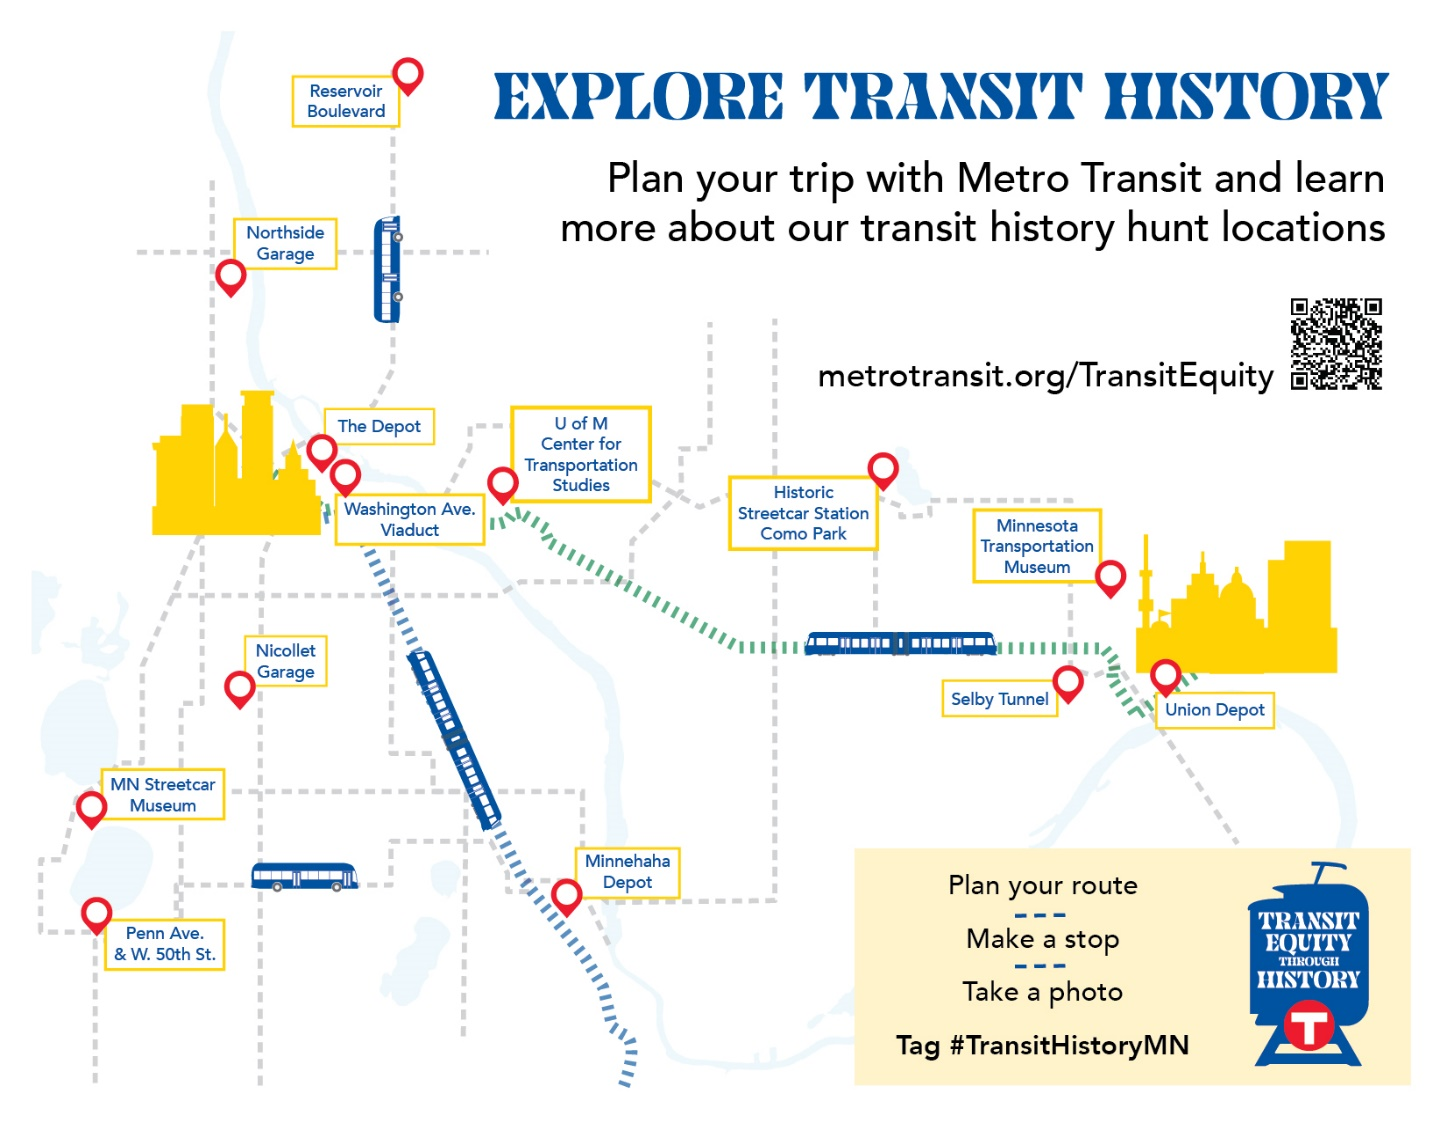 EXPLORE TRANSIT HISTORY
Plan your trip with Metro Transit and learn
more about our transit history hunt locations
metrotransit.org/TransitEquity
Reservoir
Boulevard
Northside
Garage
The Depot
Washington Ave.
Viaduct
U of M
Center for
Transportation
Studies
Historic
Streetcar Station
Como Park
Minnesota
Transportation
Museum
Nicollet
Garage
Selby Tunnel
Union Depot
MN Streetcar
Museum
Minnehaha
Depot
Penn Ave.
& W. 50th St.
Plan your route
Make a stop
Take a photo
Tag #TransitHistoryMN
TRANSIT
EQUITY
THROUGH
HISTORY
T